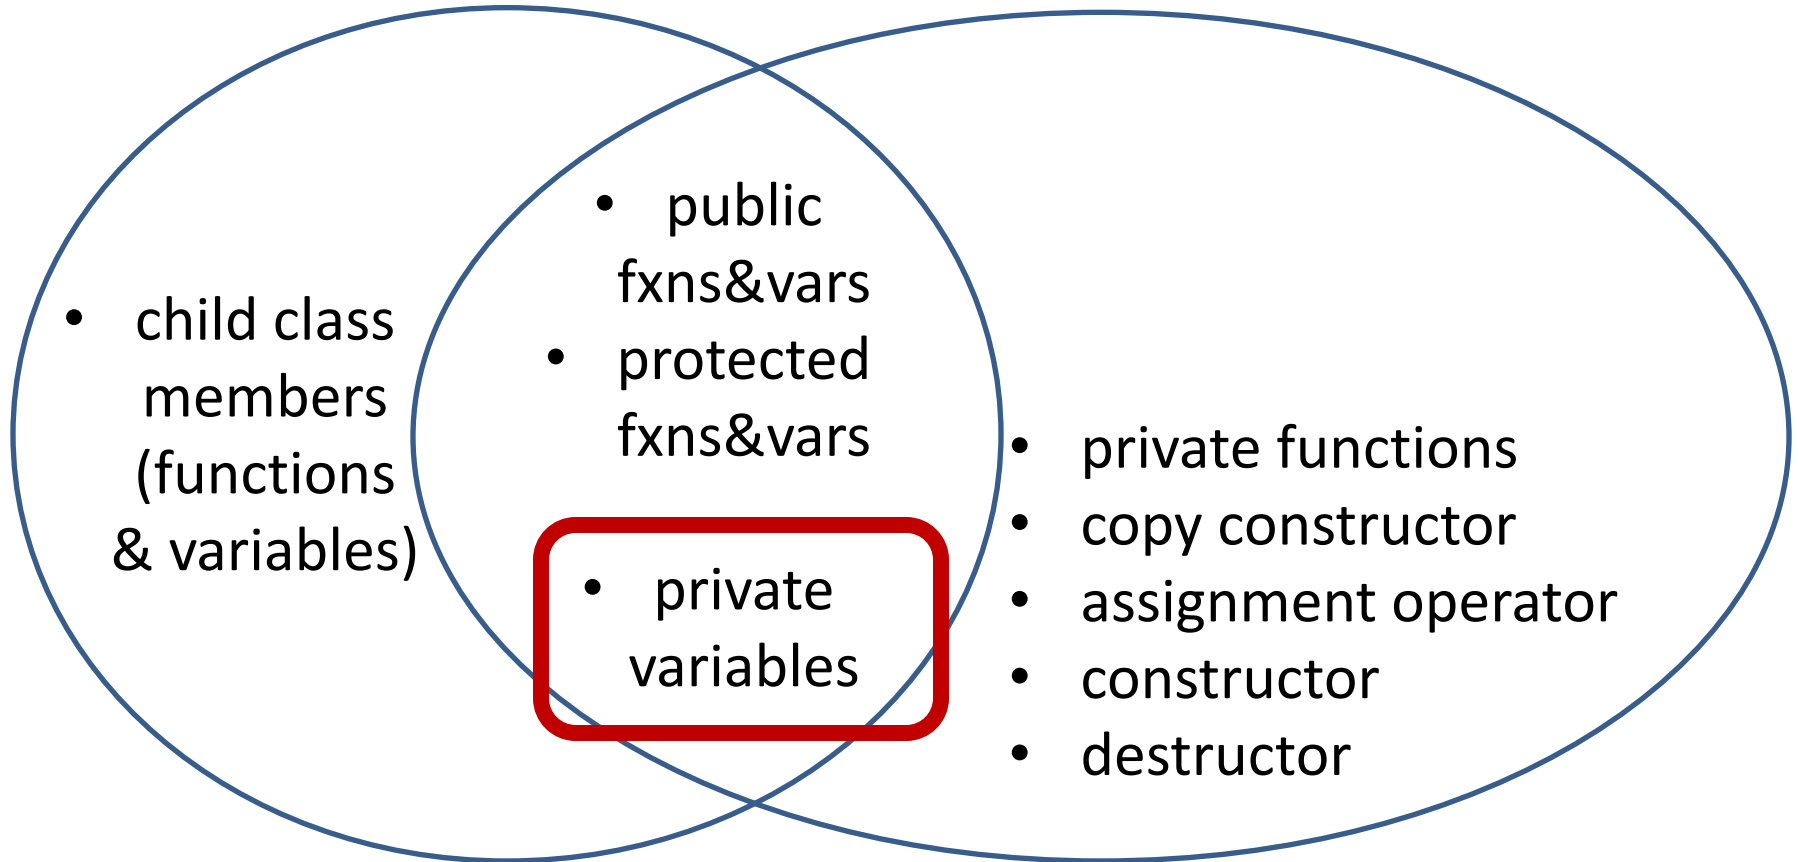 • child class
members
(functions
& variables)
• public
fxns&vars
• protected
fxns&vars
• private
variables
• private functions
• copy constructor
• assignment operator
• constructor
• destructor